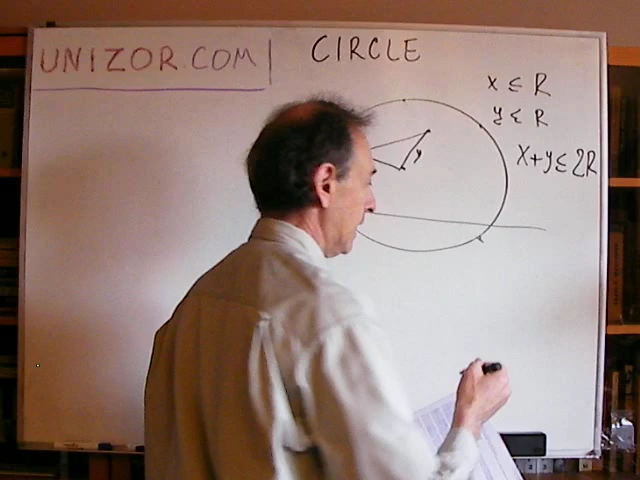 UNIZOR.COM
CIRCLE
x ≤ R
y ≤ R
x+y ≤ 2R
y